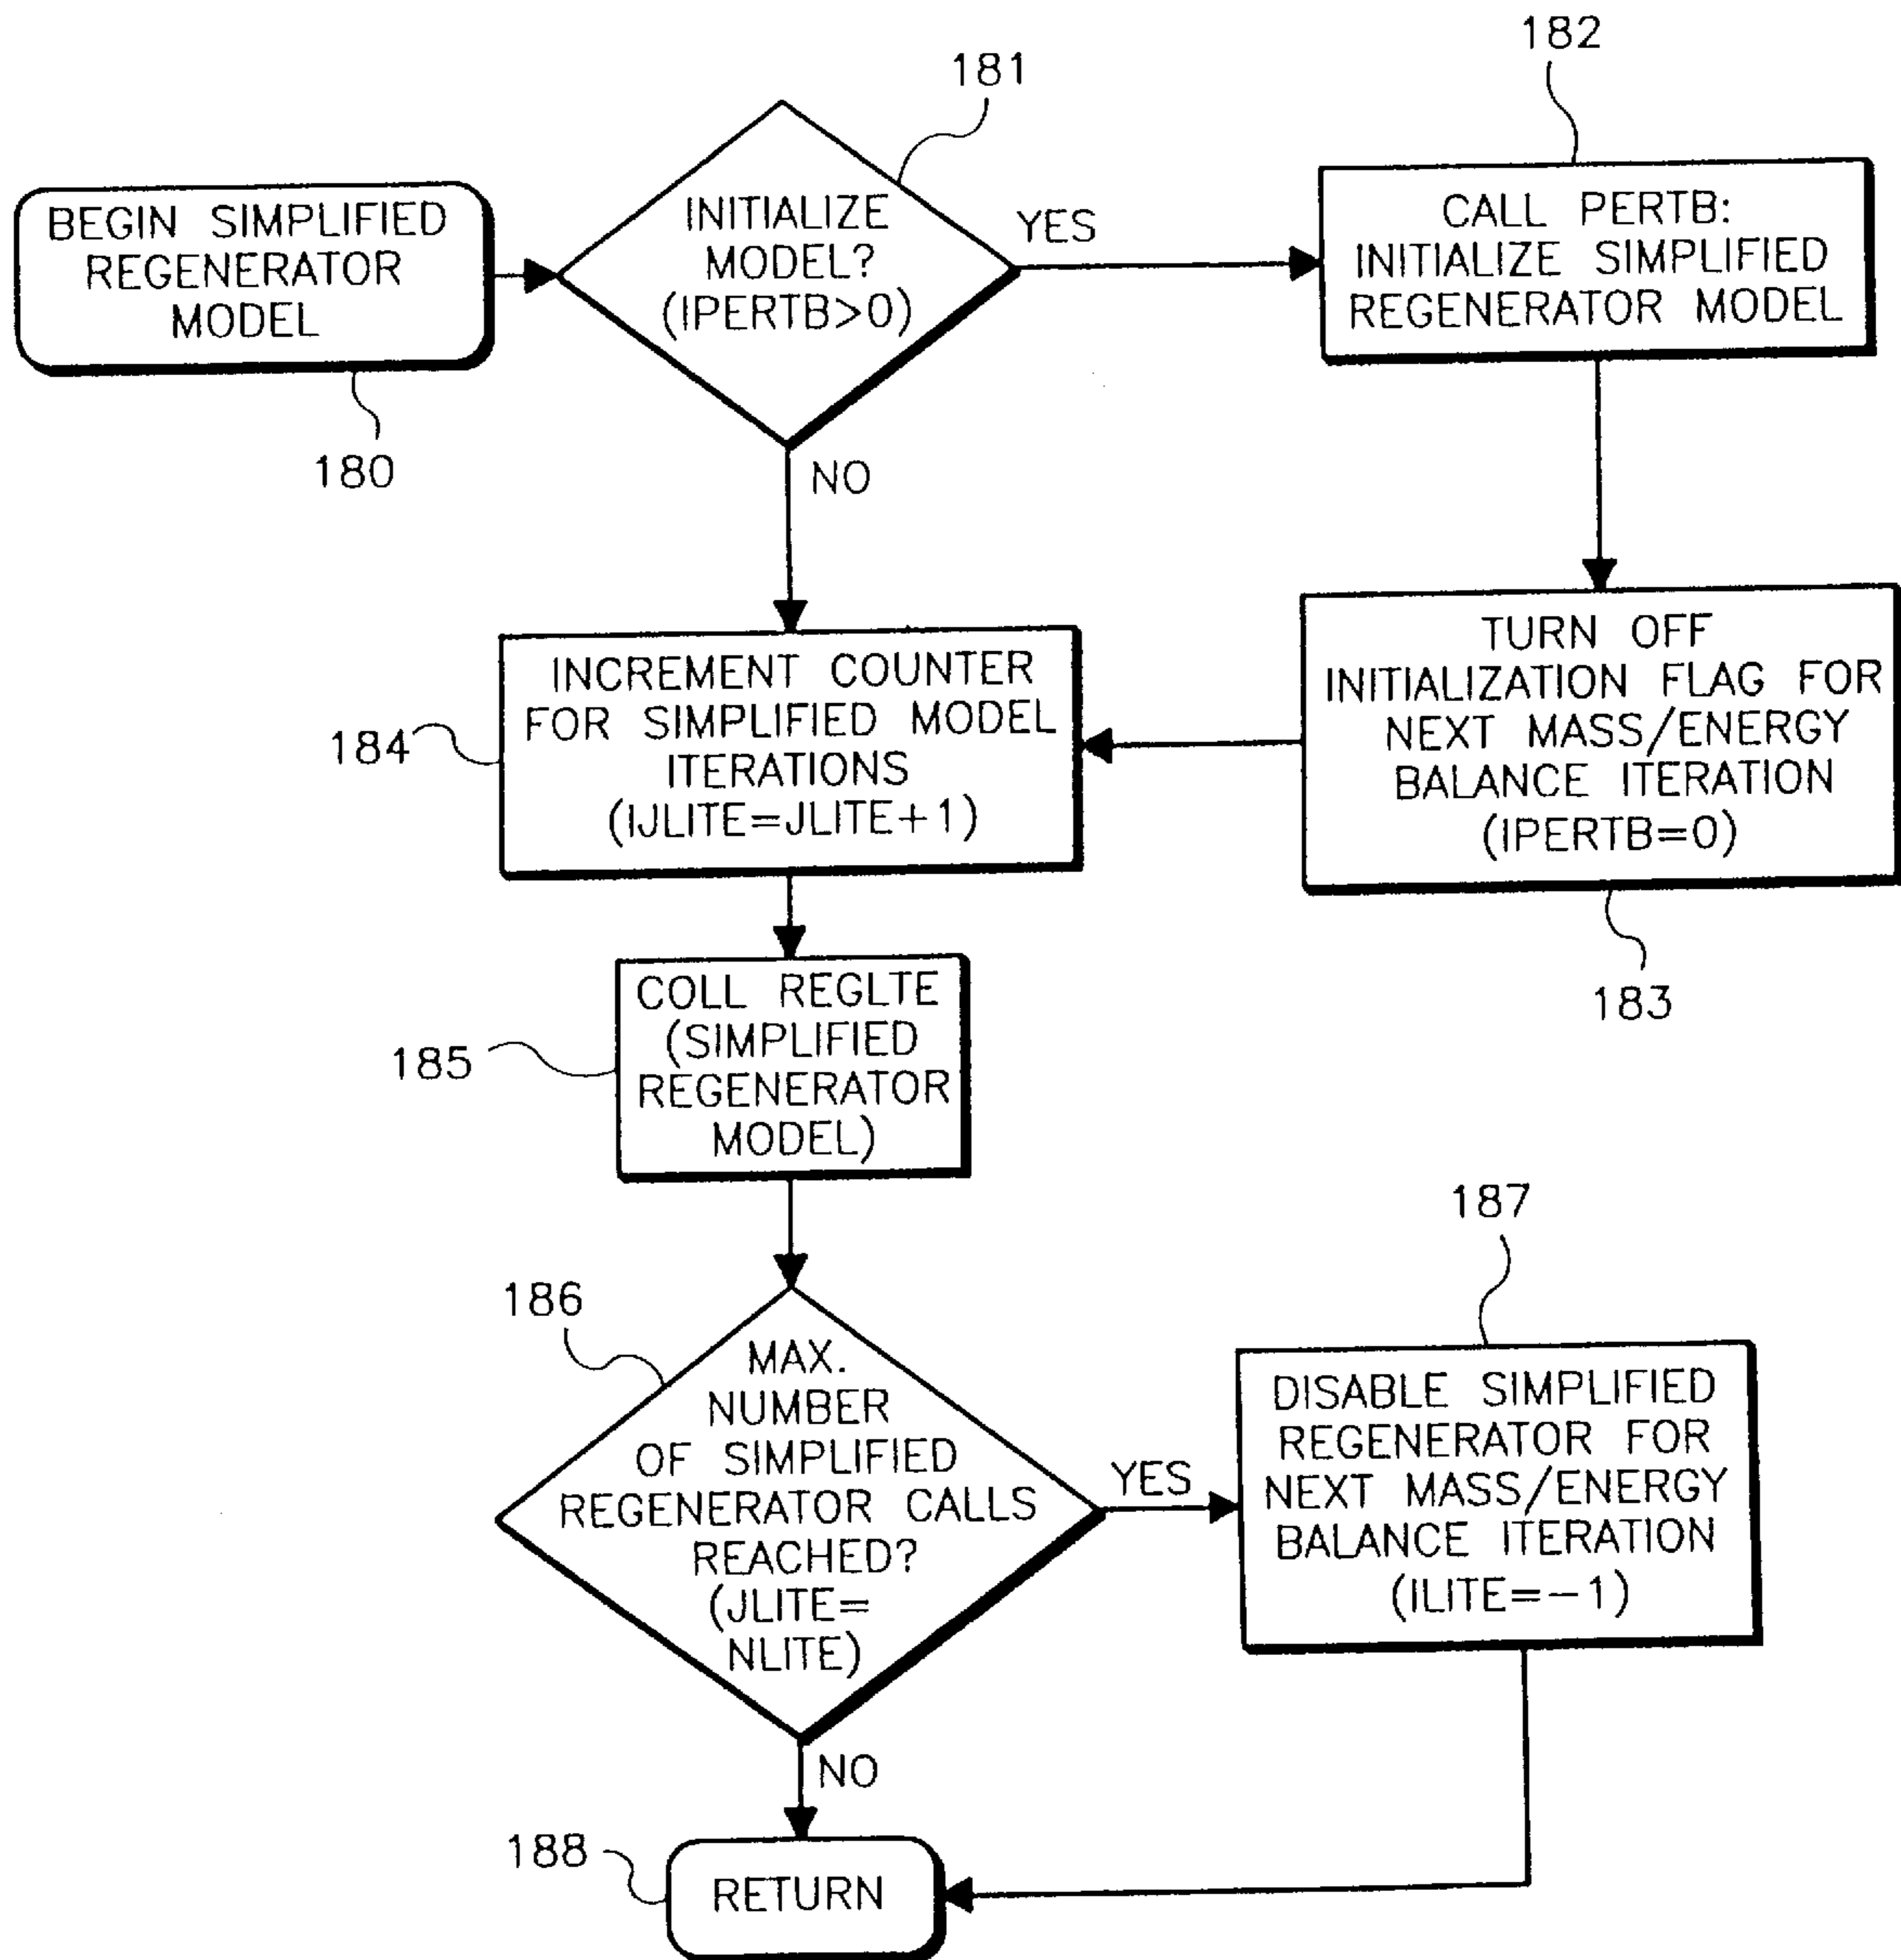 182
181
BEGIN SIMPLIFIED
REGENERATOR
MODEL
180
INITIALIZE
MODEL?
(IPERTB>0)
YES
NO
CALL PERTB:
INITIALIZE SIMPLIFIED
REGENERATOR MODEL
TURN OFF
INITIALIZATION FLAG FOR
NEXT MASS/ENERGY
BALANCE ITERATION
(IPERTB=0)
183
INCREMENT COUNTER
FOR SIMPLIFIED MODEL
ITERATIONS
(IJLITE=JLITE+1)
184
COLL REGLTE
(SIMPLIFIED
REGENERATOR
MODEL)
185
186
MAX.
NUMBER
OF SIMPLIFIED
REGENERATOR CALLS
REACHED?
(JLITE=
NLITE)
YES
NO
187
DISABLE SIMPLIFIED
REGENERATOR FOR
NEXT MASS/ENERGY
BALANCE ITERATION
(ILITE=-1)
188
RETURN